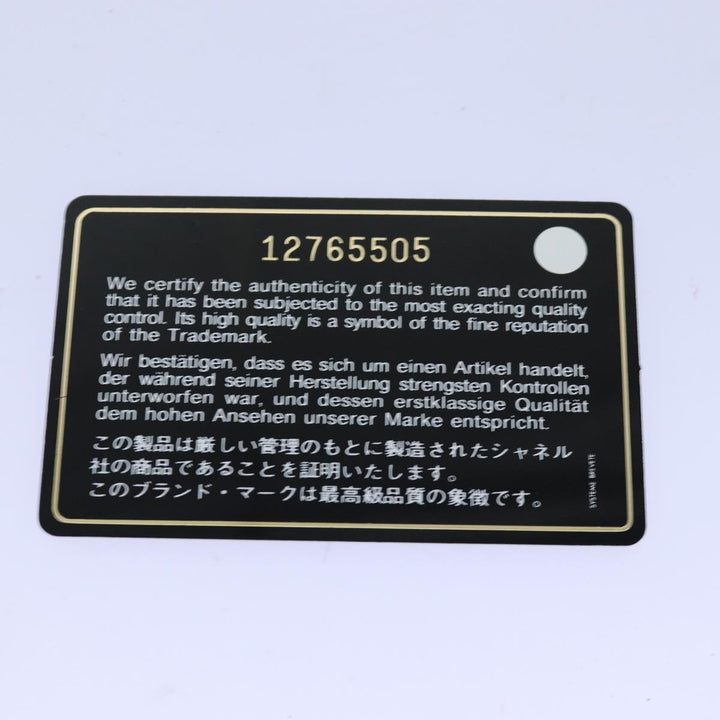 12765505
We certify the authenticity of this item and confirm
that it has been subjected to the most exacting quality
control. Its high quality is a symbol of the fine reputation
of the Trademark.
Wir bestätigen, dass es sich um einen Artikel handelt,
der während seiner Herstellung strengsten Kontrollen
unterworfen war, und dessen erstklassige Qualität
dem hohen Ansehen unserer Marke entspricht.
この製品は厳しい管理のもとに製造されたシャネル
社の商品であることを証明いたします。
このブランド・マークは最高級品質の象徴です。
SYSTEME BREVETE